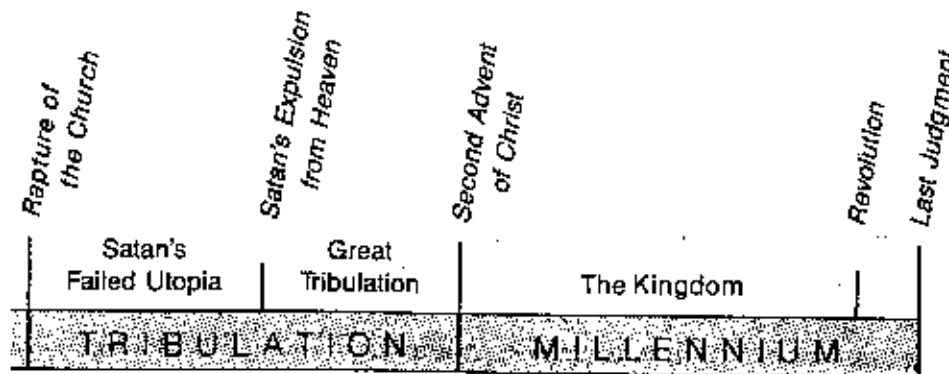 Rapture of
the Church
Satan's Expulsion
from Heaven
Second Advent
of Christ
Revolution
Last Judgment
Satan's
Failed Utopia
Great
Tribulation
The Kingdom
TRIBULATION
MILLENNIUM